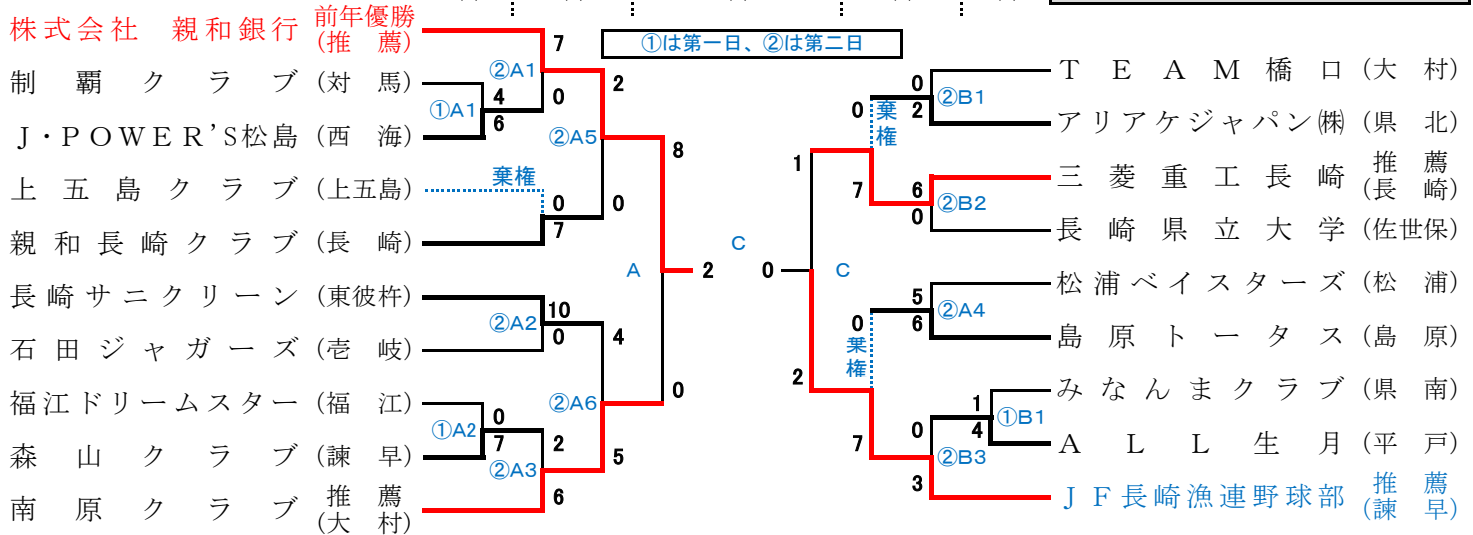 ①は第一日、②は第二日
株式会社 親和銀行 前年優勝
(推 薦)
制覇クラブ (対 馬)
J・POWER'S松島 (西 海)
上五島クラブ (上五島)
親和長崎クラブ (長 崎)
長崎サニクリーン (東彼杵)
石田ジャガーズ (壱 岐)
福江ドリームスター (福 江)
森山クラブ (諫 早)
南原クラブ 推 薦
(大 村)
7
②A1
0
4
①A1
6
2
②A5
0
棄権
0
7
8
A
0
10
②A2
0
4
②A6
5
0
①A2
7
2
②A3
6
2
C
0
C
1
2
0
棄権
7
0
②B1
2
6
②B2
0
0
棄権
7
5
②A4
6
1
①B1
4
0
②B3
3
TEAM橋口 (大 村)
アリアケジャパン㈱ (県 北)
三菱重工長崎 推 薦
(長 崎)
長崎県立大学 (佐世保)
松浦ベイスターズ (松 浦)
島原トータス (島 原)
みなんまクラブ (県 南)
ALL生月 (平 戸)
JF長崎漁連野球部 推 薦
(諫 早)